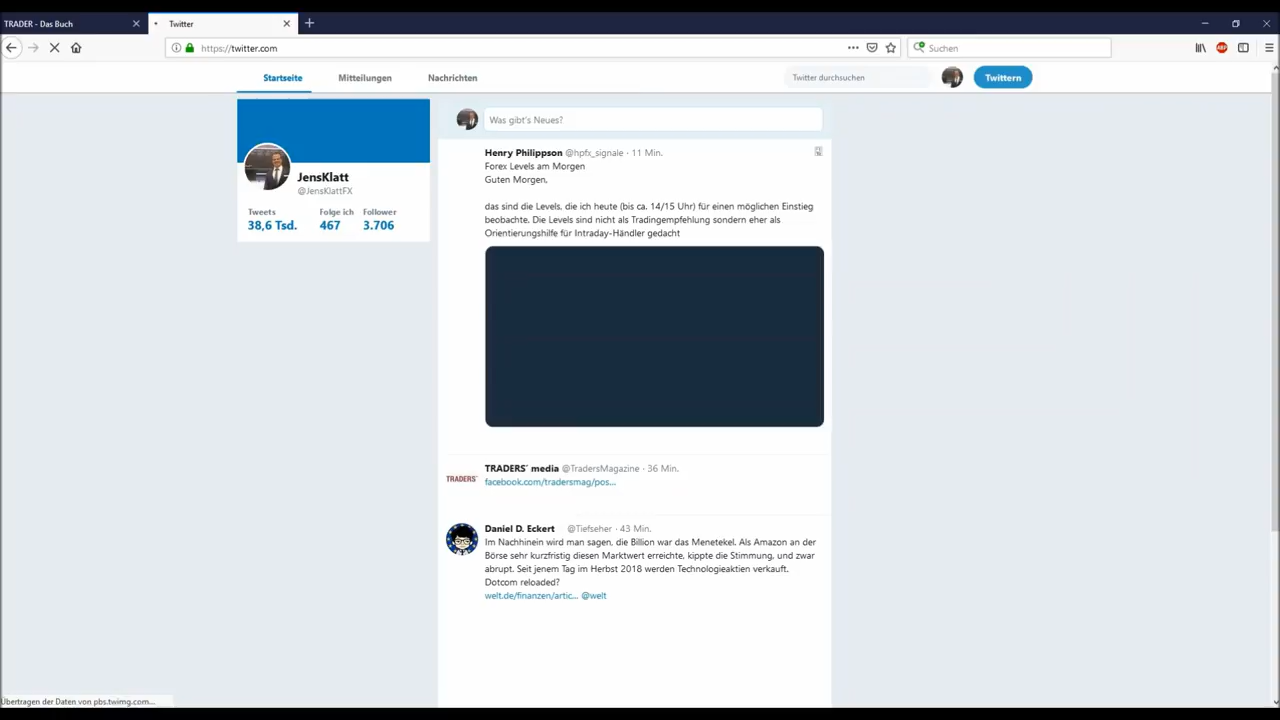 TRADER - Das Buch
Twitter
https://twitter.com
Suchen
Startseite
Mitteilungen
Nachrichten
Twitter durchsuchen
Twittern
JensKlatt
@JensKlattFX
Tweets Folge ich Follower
38,6 Tsd. 467 3.706
Was gibt's Neues?
Henry Philippson @hpfx_signale · 11 Min.
Forex Levels am Morgen
Guten Morgen,
das sind die Levels, die ich heute (bis ca. 14/15 Uhr) für einen möglichen Einstieg
beobachte. Die Levels sind nicht als Tradingempfehlung sondern eher als
Orientierungshilfe für Intraday-Händler gedacht
TRADERS'
TRADERS´ media @TradersMagazine · 36 Min.
facebook.com/tradersmag/pos...
Daniel D. Eckert @Tiefseher · 43 Min.
Im Nachhinein wird man sagen, die Billion war das Menetekel. Als Amazon an der
Börse sehr kurzfristig diesen Marktwert erreichte, kippte die Stimmung, und zwar
abrupt. Seit jenem Tag im Herbst 2018 werden Technologieaktien verkauft.
Dotcom reloaded?
welt.de/finanzen/artic... @welt
Übertragen der Daten von pbs.twimg.com...